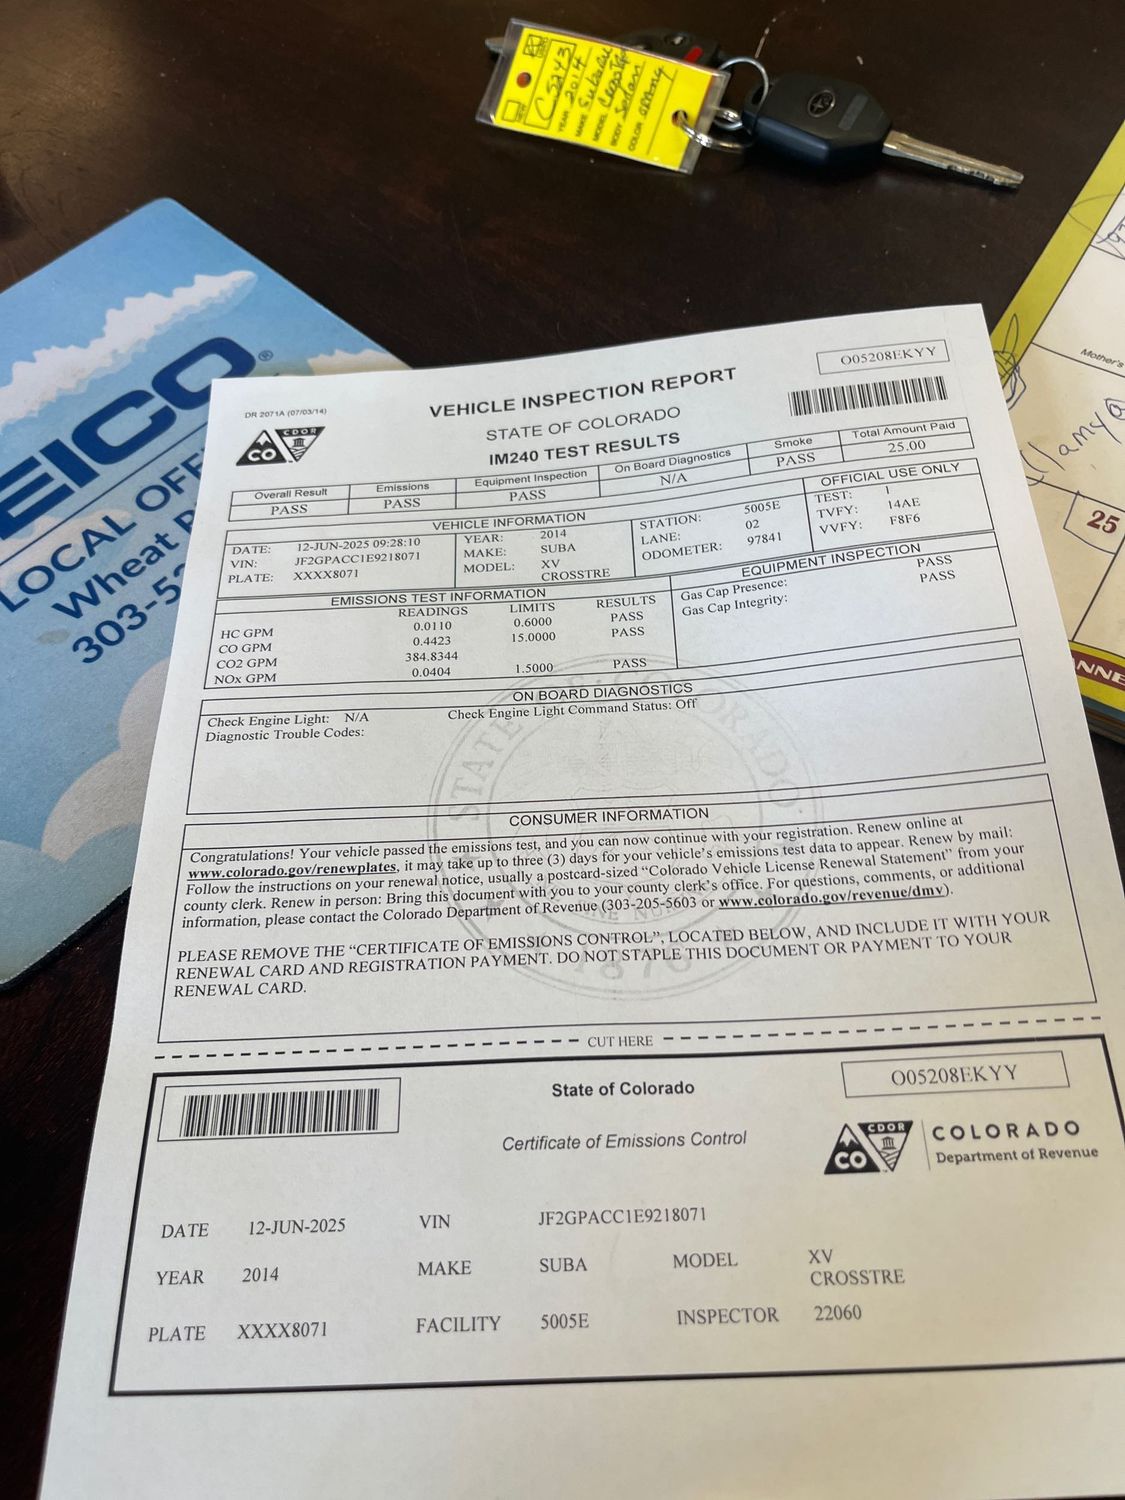 NEW
C5243
YEAR 2014
MAKE Subaru
MODEL
BODY Sedan
COLOR
EICO®
LOCAL OFF
Wheat R
303-5
Mother's
25
NNE
DR 2071A (07/03/14)
VEHICLE INSPECTION REPORT
O05208EKYY
CO CDOR
STATE OF COLORADO
IM240 TEST RESULTS
Overall Result Emissions Equipment Inspection On Board Diagnostics Smoke Total Amount Paid
PASS PASS PASS N/A PASS 25.00
VEHICLE INFORMATION OFFICIAL USE ONLY
DATE: 12-JUN-2025 09:28:10 YEAR: 2014 STATION: 5005E TEST: 1
VIN: JF2GPACC1E9218071 MAKE: SUBA LANE: 02 TVFY: 14AE
PLATE: XXXX8071 MODEL: XV ODOMETER: 97841 VVFY: F8F6
CROSSTRE
EMISSIONS TEST INFORMATION EQUIPMENT INSPECTION
READINGS LIMITS RESULTS Gas Cap Presence: PASS
HC GPM 0.0110 0.6000 PASS Gas Cap Integrity: PASS
CO GPM 0.4423 15.0000 PASS
CO2 GPM 384.8344
NOx GPM 0.0404 1.5000 PASS
ON BOARD DIAGNOSTICS
Check Engine Light: N/A Check Engine Light Command Status: Off
Diagnostic Trouble Codes:
STATE OF COLORADO
1876
CONSUMER INFORMATION
Congratulations! Your vehicle passed the emissions test, and you can now continue with your registration. Renew online at
www.colorado.gov/renewplates, it may take up to three (3) days for your vehicle's emissions test data to appear. Renew by mail:
Follow the instructions on your renewal notice, usually a postcard-sized "Colorado Vehicle License Renewal Statement" from your
county clerk. Renew in person: Bring this document with you to your county clerk's office. For questions, comments, or additional
information, please contact the Colorado Department of Revenue (303-205-5603 or www.colorado.gov/revenue/dmv).
PLEASE REMOVE THE "CERTIFICATE OF EMISSIONS CONTROL", LOCATED BELOW, AND INCLUDE IT WITH YOUR
RENEWAL CARD AND REGISTRATION PAYMENT. DO NOT STAPLE THIS DOCUMENT OR PAYMENT TO YOUR
RENEWAL CARD.
CUT HERE
State of Colorado
O05208EKYY
Certificate of Emissions Control
CO CDOR COLORADO
Department of Revenue
DATE 12-JUN-2025 VIN JF2GPACC1E9218071
YEAR 2014 MAKE SUBA MODEL XV
CROSSTRE
PLATE XXXX8071 FACILITY 5005E INSPECTOR 22060